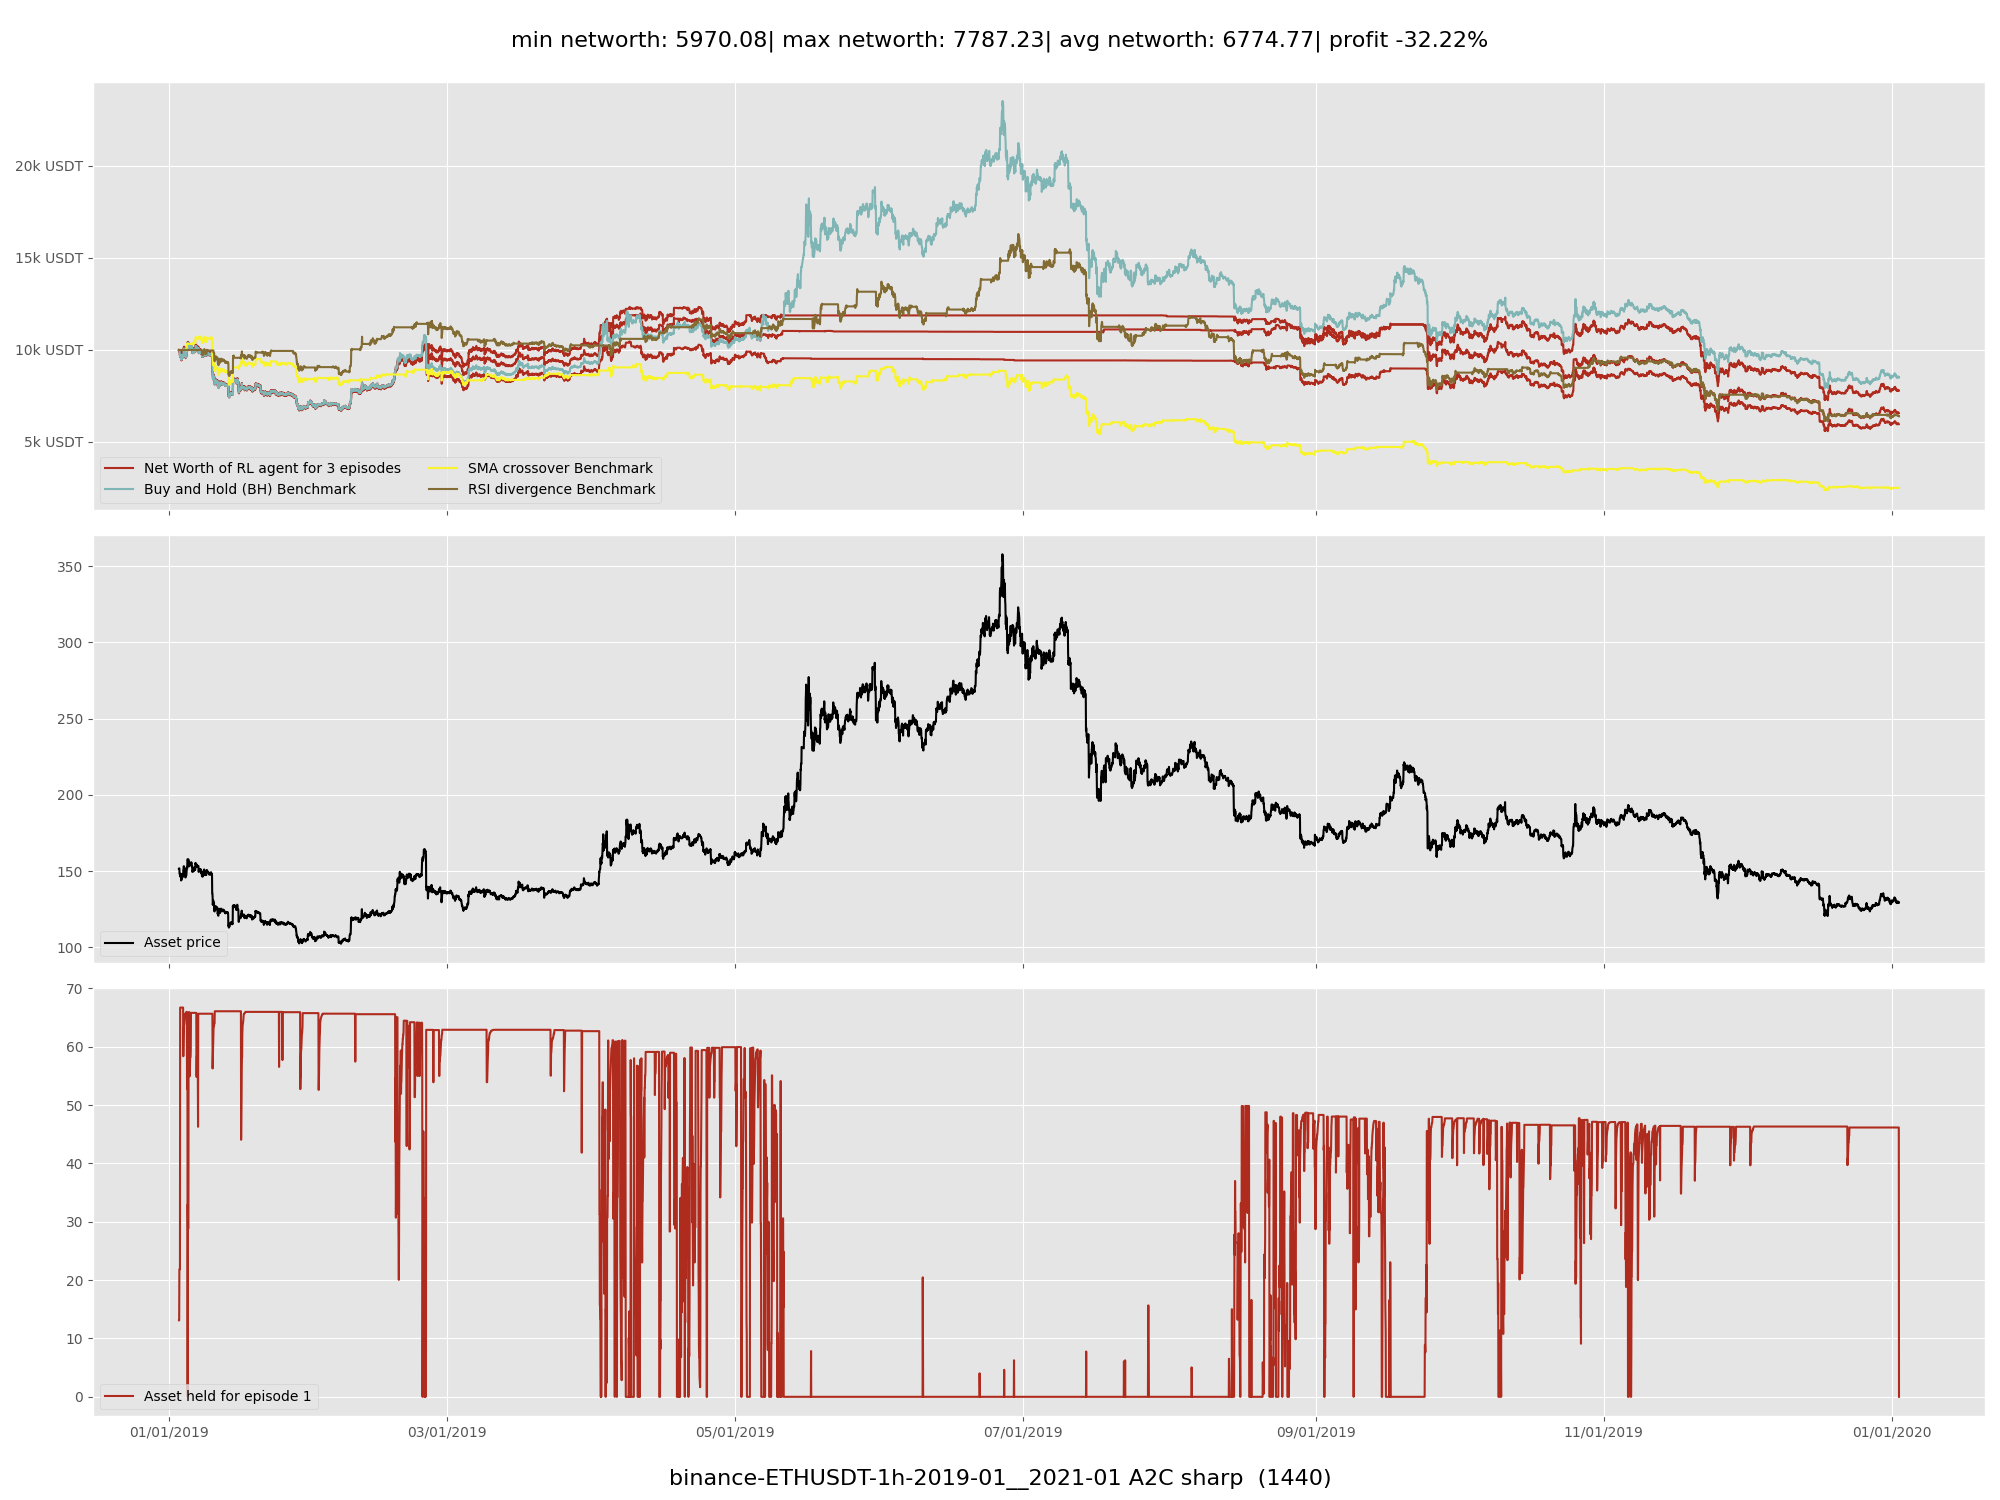 min networth: 5970.08| max networth: 7787.23| avg networth: 6774.77| profit -32.22%
20k USDT
15k USDT
10k USDT
5k USDT
Net Worth of RL agent for 3 episodes
Buy and Hold (BH) Benchmark
SMA crossover Benchmark
RSI divergence Benchmark
350
300
250
200
150
100
Asset price
70
60
50
40
30
20
10
0
Asset held for episode 1
01/01/2019 03/01/2019 05/01/2019 07/01/2019 09/01/2019 11/01/2019 01/01/2020
binance-ETHUSDT-1h-2019-01__2021-01 A2C sharp (1440)